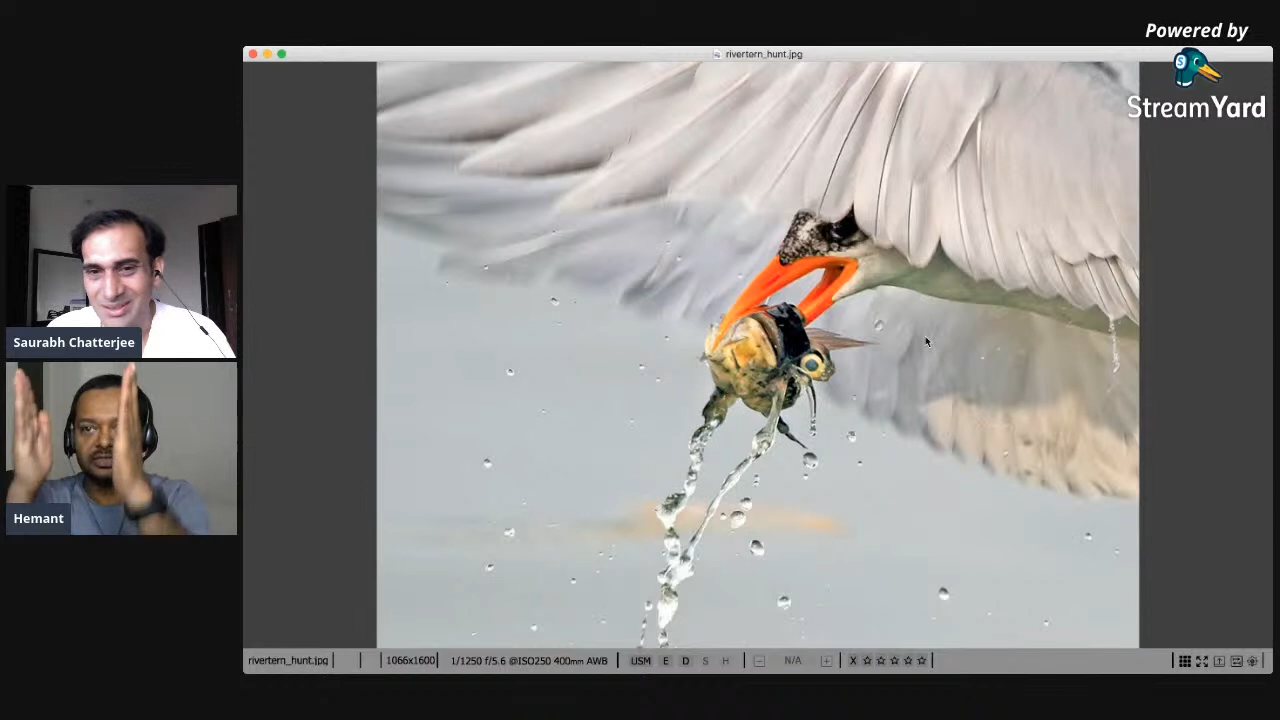 Powered by
StreamYard
rivertern_hunt.jpg
Saurabh Chatterjee
Hemant
rivertern_hunt.jpg 1066x1600 1/1250 f/5.6 @ISO250 400mm AWB USM E D S H N/A X